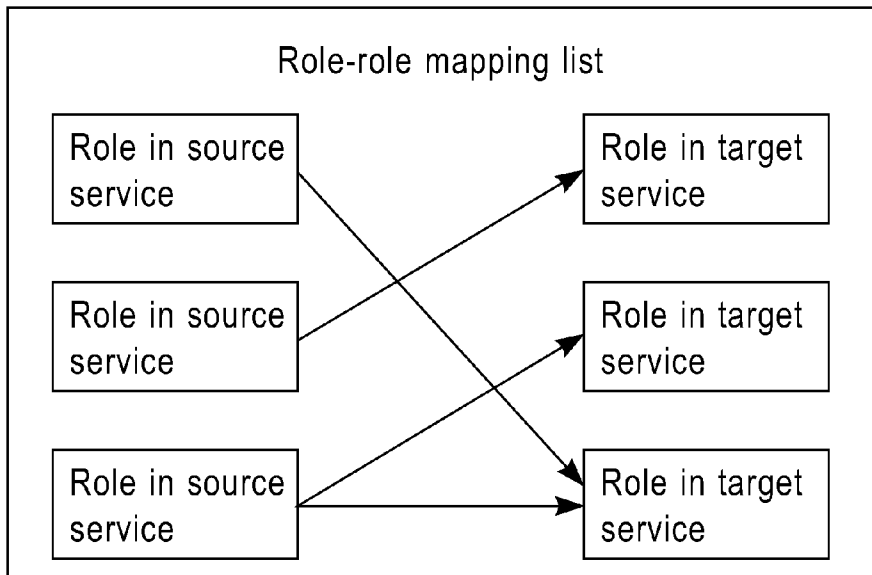 Role-role mapping list
Role in source
service
Role in target
service
Role in source
service
Role in target
service
Role in source
service
Role in target
service